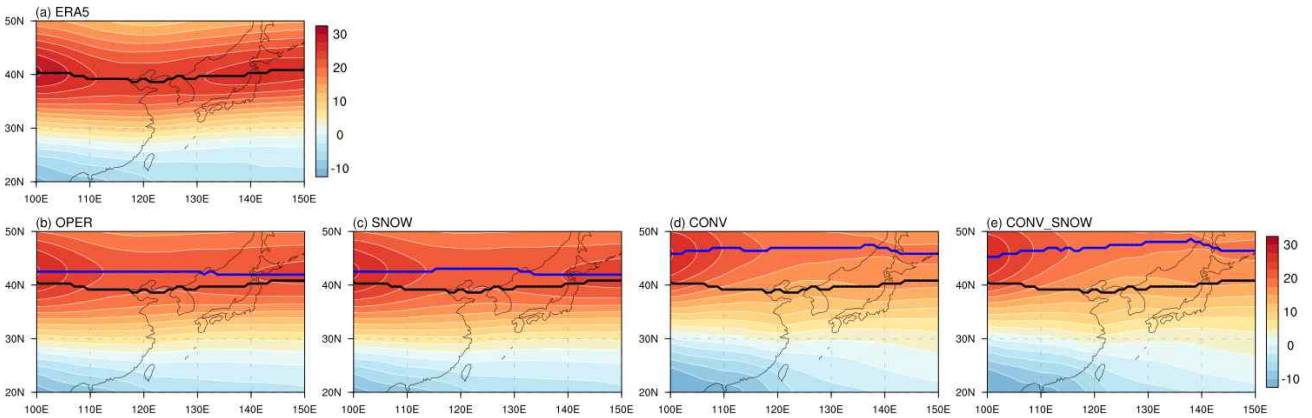 (a) ERA5
50N
40N
30N
20N
100E 110E 120E 130E 140E 150E
30
20
10
0
-10
(b) OPER
(c) SNOW
(d) CONV
(e) CONV_SNOW
50N 50N 50N 50N
40N 40N 40N 40N
30N 30N 30N 30N
20N 20N 20N 20N
100E 110E 120E 130E 140E 150E
100E 110E 120E 130E 140E 150E
100E 110E 120E 130E 140E 150E
100E 110E 120E 130E 140E 150E
30
20
10
0
-10